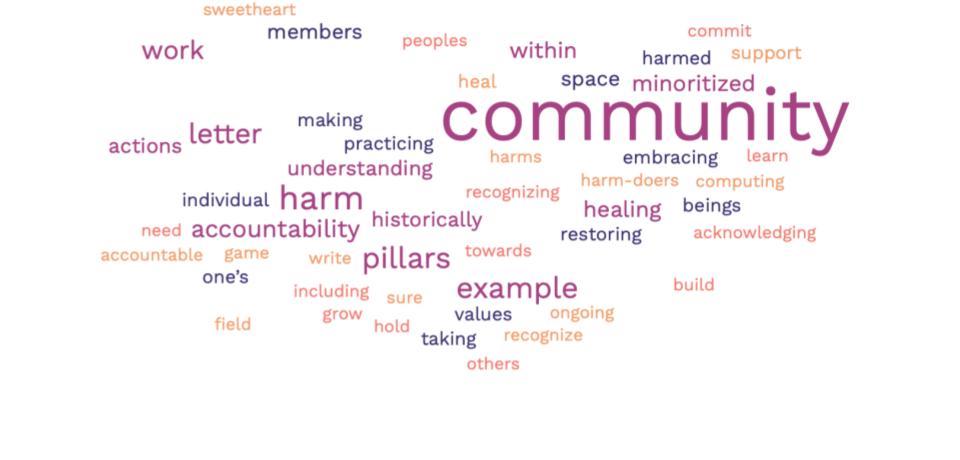 sweetheart
members
work
peoples
within
commit
harmed
support
heal
space
minoritized
community
making
letter
actions
practicing
harms
embracing
learn
understanding
harm-doers
computing
recognizing
individual
harm
healing
beings
historically
need
accountability
restoring
acknowledging
accountable
game
write
pillars
towards
one's
including
sure
example
build
grow
values
ongoing
field
hold
taking
recognize
others